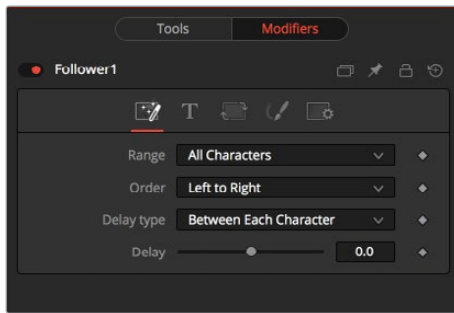 Tools Modifiers
Follower1
T
Range All Characters
Order Left to Right
Delay type Between Each Character
Delay 0.0